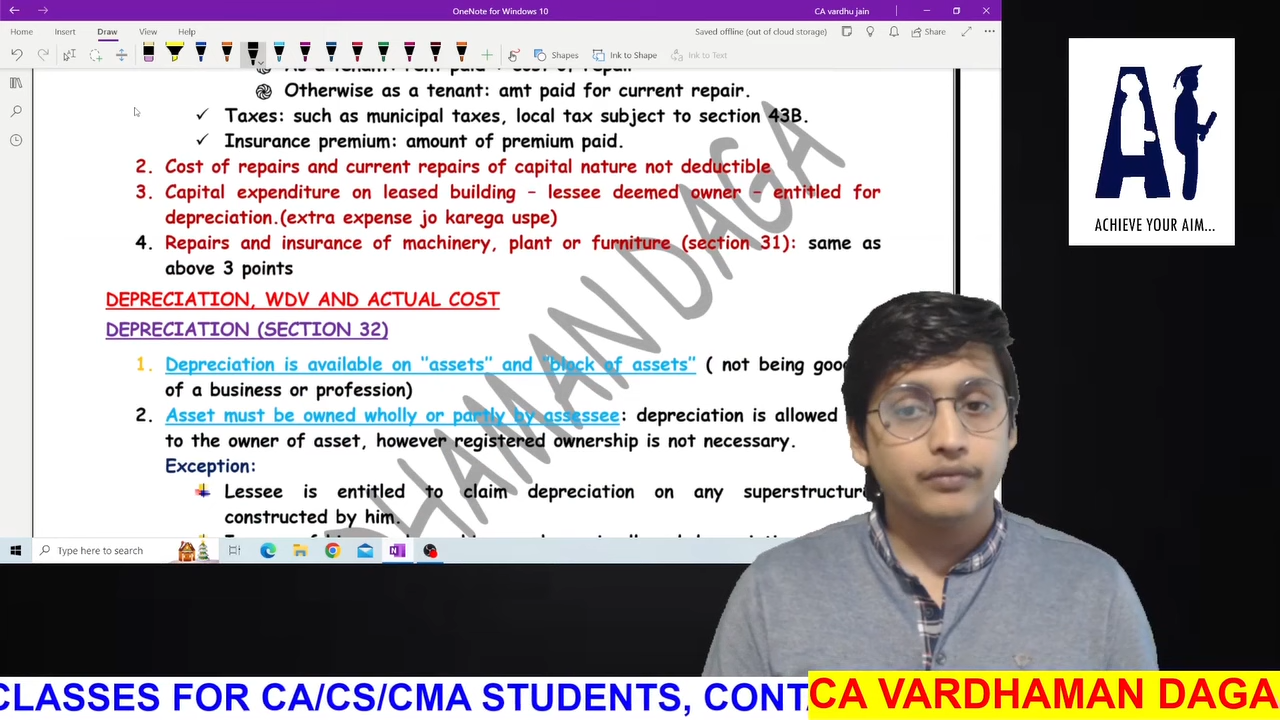 OneNote for Windows 10
CA vardhu jain
Home Insert Draw View Help
Saved offline (out of cloud storage)
Share
Shapes
Ink to Shape
Ink to Text
Otherwise as a tenant: amt paid for current repair.
Taxes: such as municipal taxes, local tax subject to section 43B.
Insurance premium: amount of premium paid.
2. Cost of repairs and current repairs of capital nature not deductible
3. Capital expenditure on leased building – lessee deemed owner – entitled for
depreciation.(extra expense jo karega uspe)
4. Repairs and insurance of machinery, plant or furniture (section 31): same as
above 3 points
DEPRECIATION, WDV AND ACTUAL COST
DEPRECIATION (SECTION 32)
1. Depreciation is available on "assets" and "block of assets" ( not being
of a business or profession)
2. Asset must be owned wholly or partly by assessee: depreciation is allowed
to the owner of asset, however registered ownership is not necessary.
Exception:
Lessee is entitled to claim depreciation on any superstructure
constructed by him.
DHAMAN DAGA
Type here to search
ACHIEVE YOUR AIM...
CLASSES FOR CA/CS/CMA STUDENTS,
CA VARDHAMAN DAGA